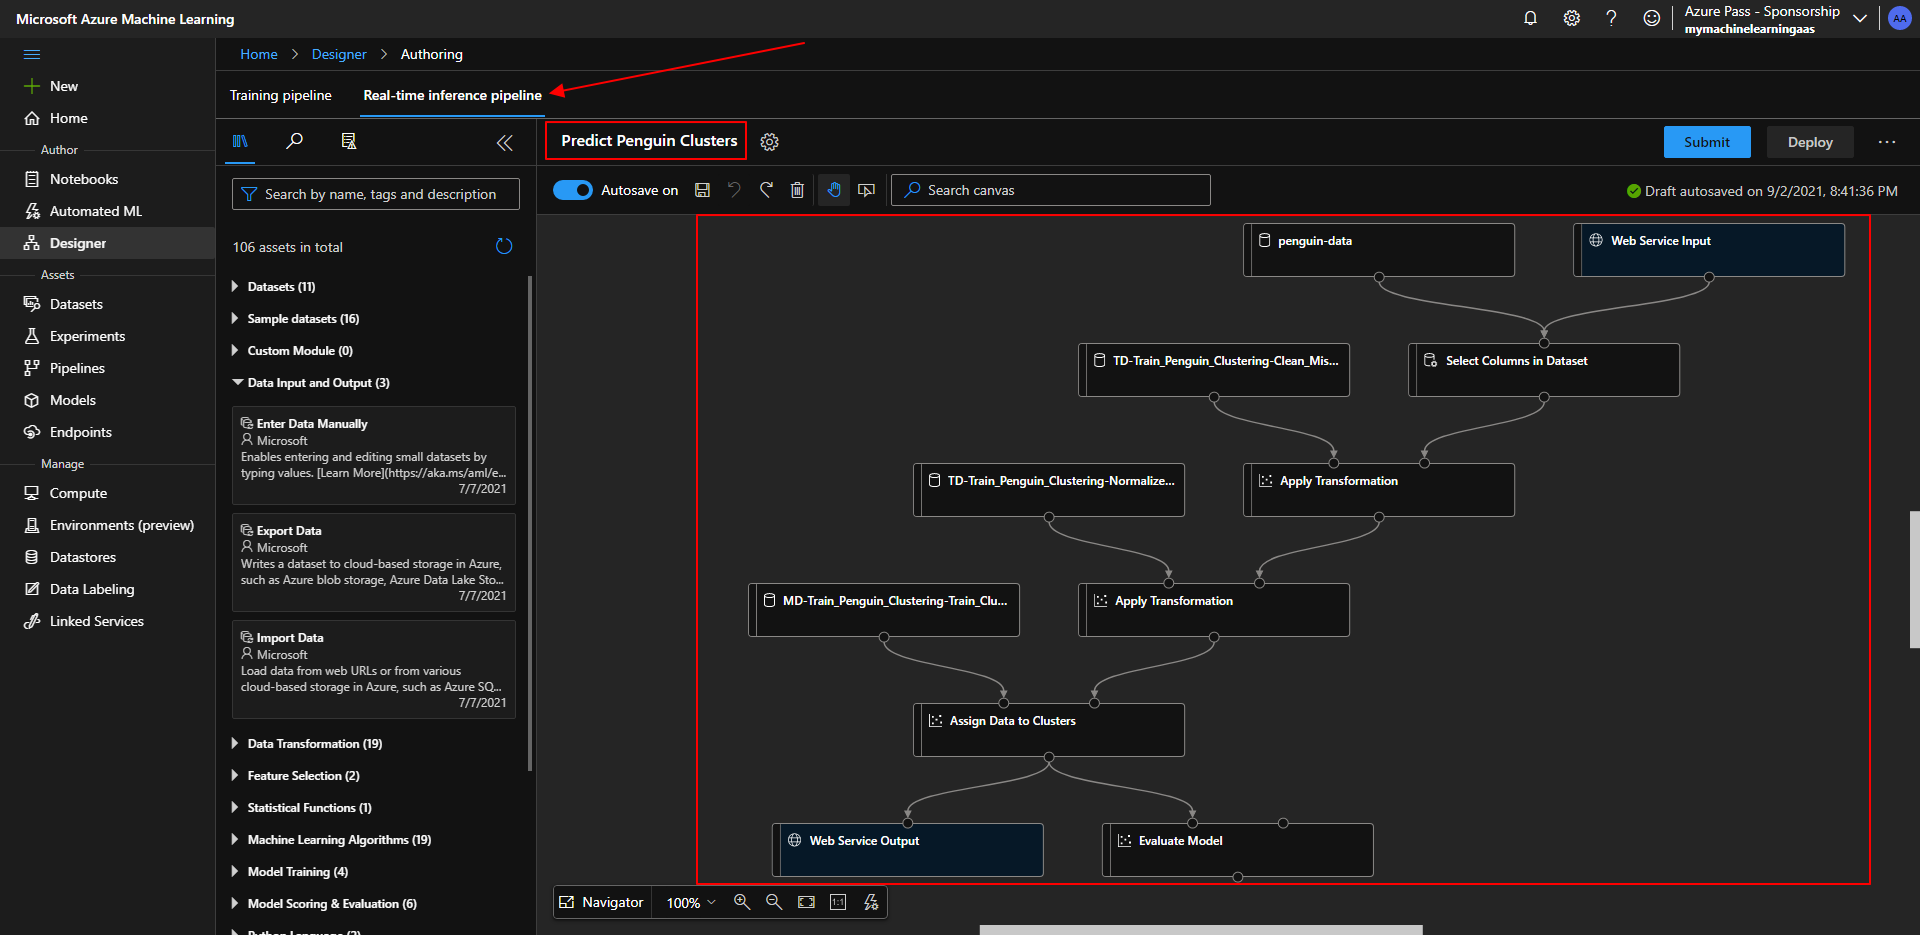 Microsoft Azure Machine Learning
Azure Pass - Sponsorship
mymachinelearningaas
AA
New
Home
Author
Notebooks
Automated ML
Designer
Assets
Datasets
Experiments
Pipelines
Models
Endpoints
Manage
Compute
Environments (preview)
Datastores
Data Labeling
Linked Services
Home > Designer > Authoring
Training pipeline
Real-time inference pipeline
Search by name, tags and description
106 assets in total
Datasets (11)
Sample datasets (16)
Custom Module (0)
Data Input and Output (3)
Enter Data Manually
Microsoft
Enables entering and editing small datasets by
typing values. [Learn More](https://aka.ms/aml/e...
7/7/2021
Export Data
Microsoft
Writes a dataset to cloud-based storage in Azure,
such as Azure blob storage, Azure Data Lake Sto...
7/7/2021
Import Data
Microsoft
Load data from web URLs or from various
cloud-based storage in Azure, such as Azure SQ...
7/7/2021
Data Transformation (19)
Feature Selection (2)
Statistical Functions (1)
Machine Learning Algorithms (19)
Model Training (4)
Model Scoring & Evaluation (6)
Predict Penguin Clusters
Submit
Deploy
Autosave on
Search canvas
Draft autosaved on 9/2/2021, 8:41:36 PM
penguin-data
Web Service Input
TD-Train_Penguin_Clustering-Clean_Mis...
Select Columns in Dataset
TD-Train_Penguin_Clustering-Normalize...
Apply Transformation
MD-Train_Penguin_Clustering-Train_Clu...
Apply Transformation
Assign Data to Clusters
Web Service Output
Evaluate Model
Navigator
100%
1:1